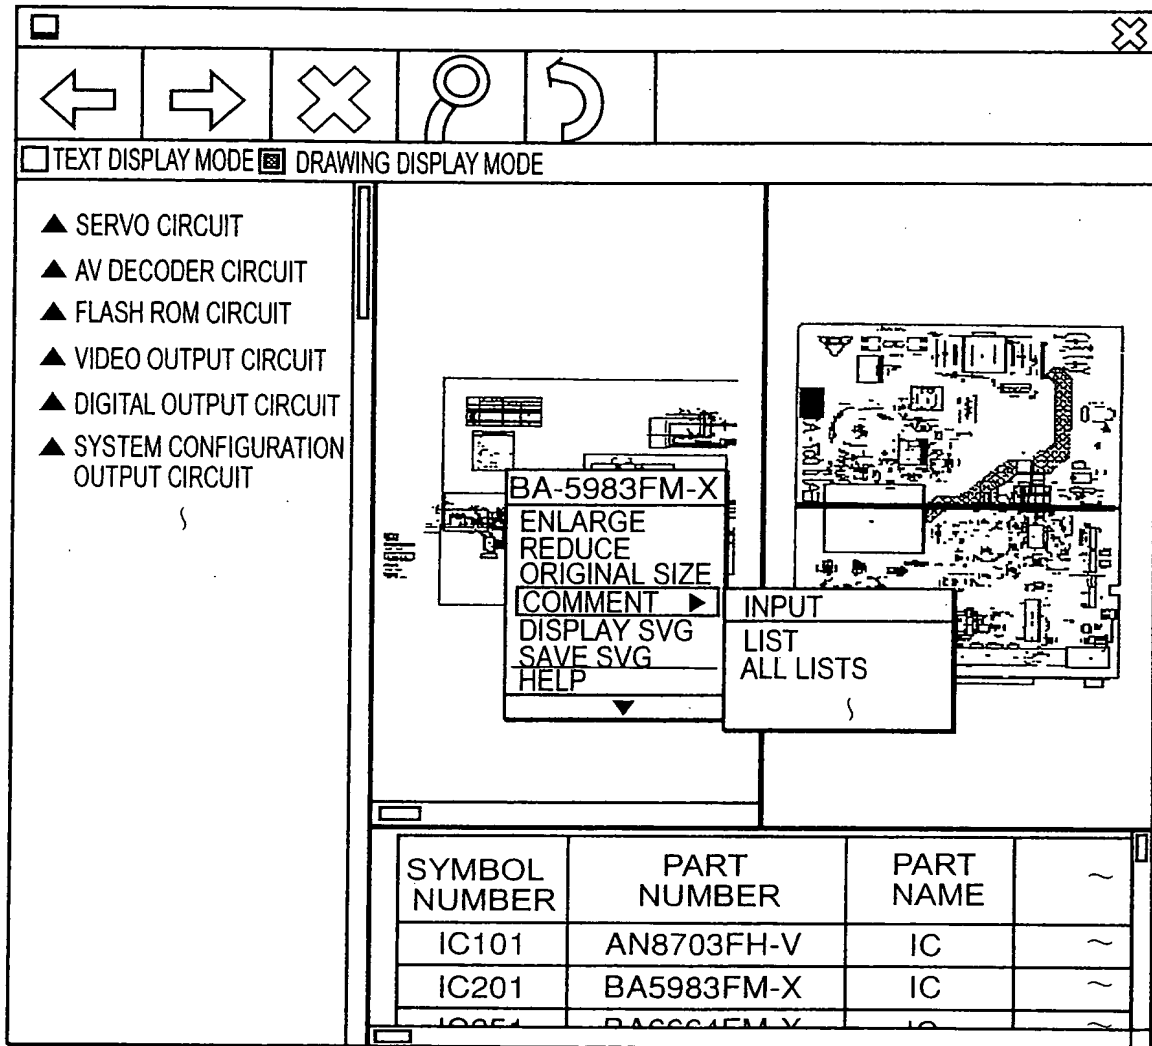 TEXT DISPLAY MODE DRAWING DISPLAY MODE
▲ SERVO CIRCUIT
▲ AV DECODER CIRCUIT
▲ FLASH ROM CIRCUIT
▲ VIDEO OUTPUT CIRCUIT
▲ DIGITAL OUTPUT CIRCUIT
▲ SYSTEM CONFIGURATION
OUTPUT CIRCUIT
BA-5983FM-X
ENLARGE
REDUCE
ORIGINAL SIZE
COMMENT ▶
DISPLAY SVG
SAVE SVG
HELP
▼
INPUT
LIST
ALL LISTS
SYMBOL NUMBER PART NUMBER PART NAME ~
IC101 AN8703FH-V IC ~
IC201 BA5983FM-X IC ~